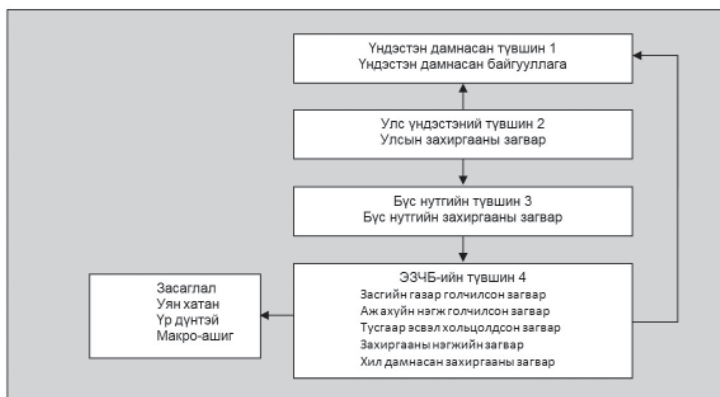 Үндэстэн дамнасан түвшин 1
Үндэстэн дамнасан байгууллага
Улс үндэстэний түвшин 2
Улсын захиргааны загвар
Бүс нутгийн түвшин 3
Бүс нутгийн захиргааны загвар
ЭЗЧБ-ийн түвшин 4
Засгийн газар голчилсон загвар
Аж ахуйн нэгж голчилсон загвар
Тусгаар эсвэл хольцолдсон загвар
Захиргааны нэгжийн загвар
Хил дамнасан захиргааны загвар
Засаглал
Уян хатан
Үр дүнтэй
Макро-ашиг